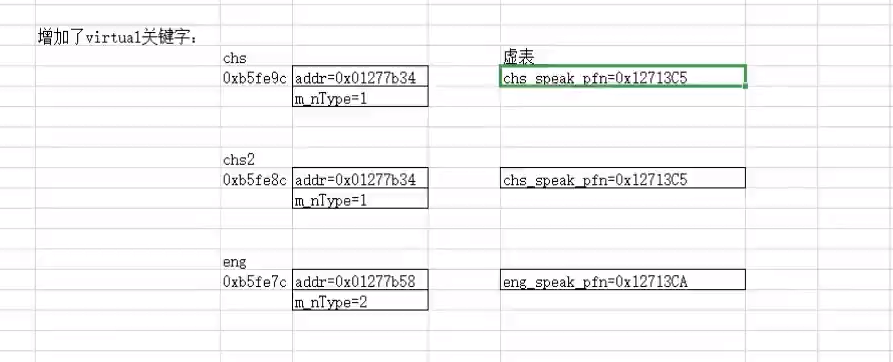 增加了virtual关键字:
chs 虚表
0xb5fe9c addr=0x01277b34 chs_speak_pfn=0x12713C5
m_nType=1
chs2
0xb5fe8c addr=0x01277b34 chs_speak_pfn=0x12713C5
m_nType=1
eng
0xb5fe7c addr=0x01277b58 eng_speak_pfn=0x12713CA
m_nType=2